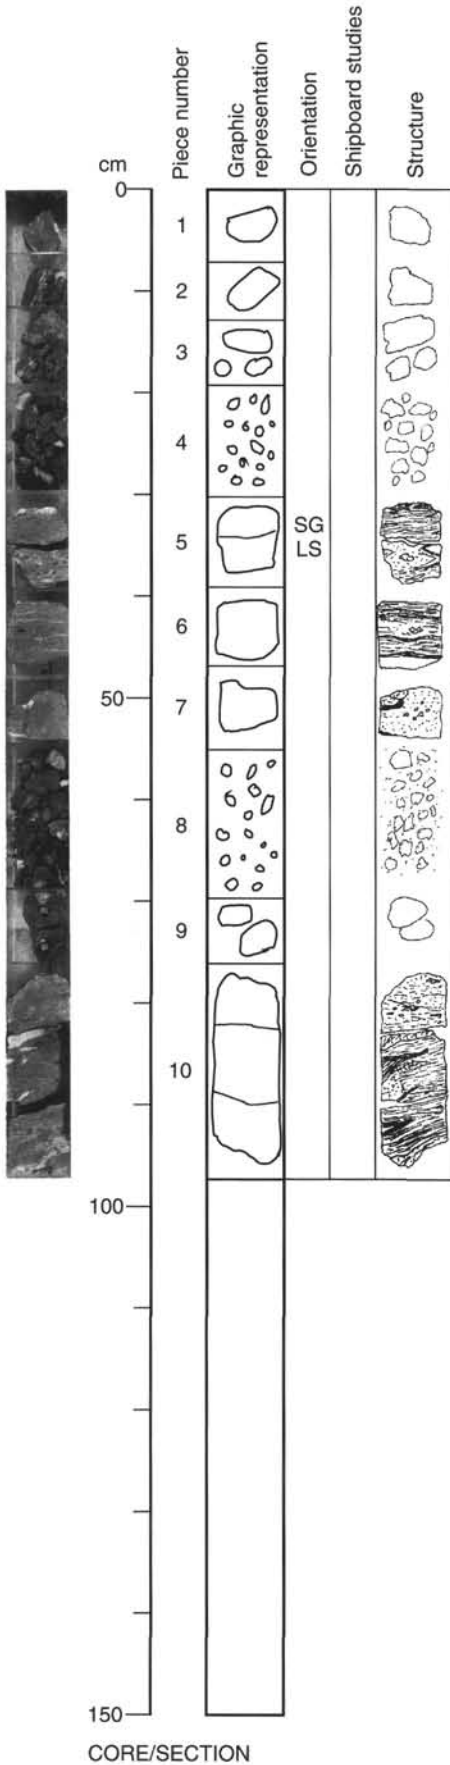 cm
Piece number
Graphic
representation
Orientation
Shipboard studies
Structure
0
1
2
3
4
5
SG
LS
6
50
7
8
9
10
100
150
CORE/SECTION